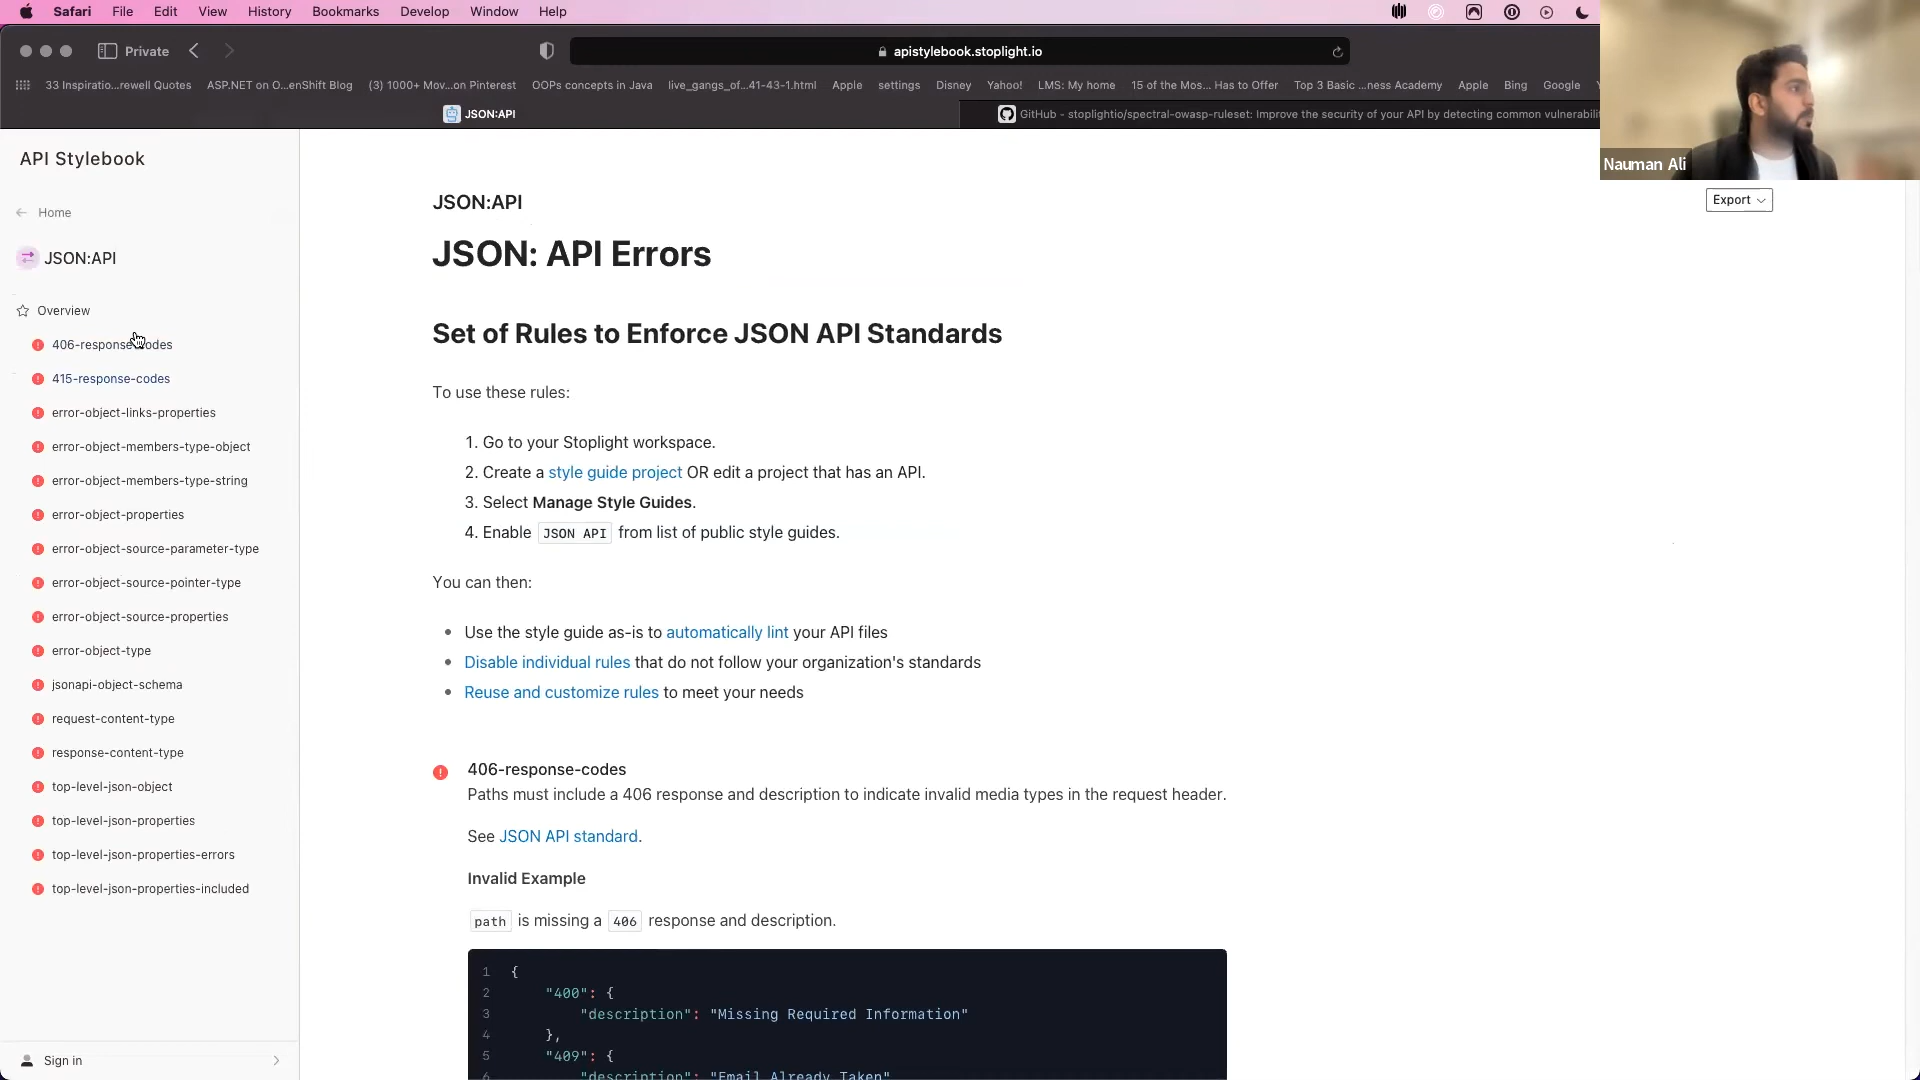 Safari File Edit View History Bookmarks Develop Window Help
Private
apistylebook.stoplight.io
33 Inspiratio...rewell Quotes ASP.NET on O...enShift Blog (3) 1000+ Mov...on Pinterest OOPs concepts in Java live_gangs_of...41-43-1.html Apple settings Disney Yahoo! LMS: My home 15 of the Mos... Has to Offer Top 3 Basic ...ness Academy Apple Bing Google
JSON:API
GitHub - stoplightio/spectral-owasp-ruleset: Improve the security of your API by detecting common
Nauman Ali
API Stylebook
Home
JSON:API
Overview
406-response-codes
415-response-codes
error-object-links-properties
error-object-members-type-object
error-object-members-type-string
error-object-properties
error-object-source-parameter-type
error-object-source-pointer-type
error-object-source-properties
error-object-type
jsonapi-object-schema
request-content-type
response-content-type
top-level-json-object
top-level-json-properties
top-level-json-properties-errors
top-level-json-properties-included
Sign in
Export
JSON:API
JSON: API Errors
Set of Rules to Enforce JSON API Standards
To use these rules:
1. Go to your Stoplight workspace.
2. Create a style guide project OR edit a project that has an API.
3. Select Manage Style Guides.
4. Enable JSON API from list of public style guides.
You can then:
• Use the style guide as-is to automatically lint your API files
• Disable individual rules that do not follow your organization's standards
• Reuse and customize rules to meet your needs
406-response-codes
Paths must include a 406 response and description to indicate invalid media types in the request header.
See JSON API standard.
Invalid Example
path is missing a 406 response and description.
1 {
2 "400": {
3 "description": "Missing Required Information"
4 },
5 "409": {
6 "description": "Email Already Taken"